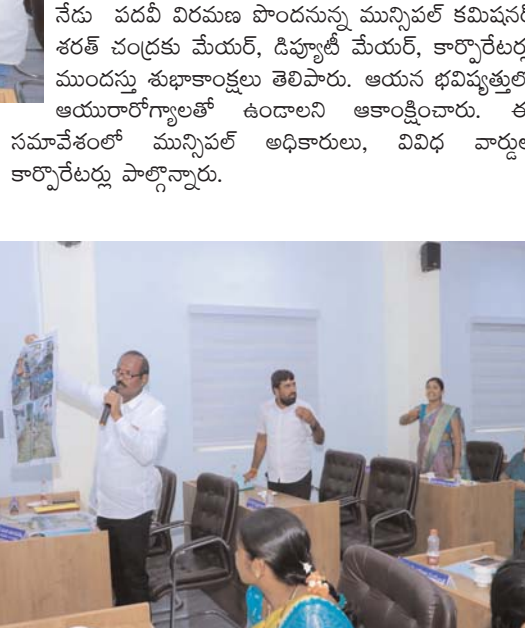 నేడు పదవీ విరమణ పొందనున్న మున్సిపల్ కమిషనర్
శరత్ చంద్రకు మేయర్, డిప్యూటీ మేయర్, కార్పొరేటర్లు
ముందస్తు శుభాకాంక్షలు తెలిపారు. ఆయన భవిష్యత్తులో
ఆయురారోగ్యాలతో ఉండాలని ఆకాంక్షించారు. ఈ
సమావేశంలో మున్సిపల్ అధికారులు, వివిధ వార్డుల
కార్పొరేటర్లు పాల్గొన్నారు.